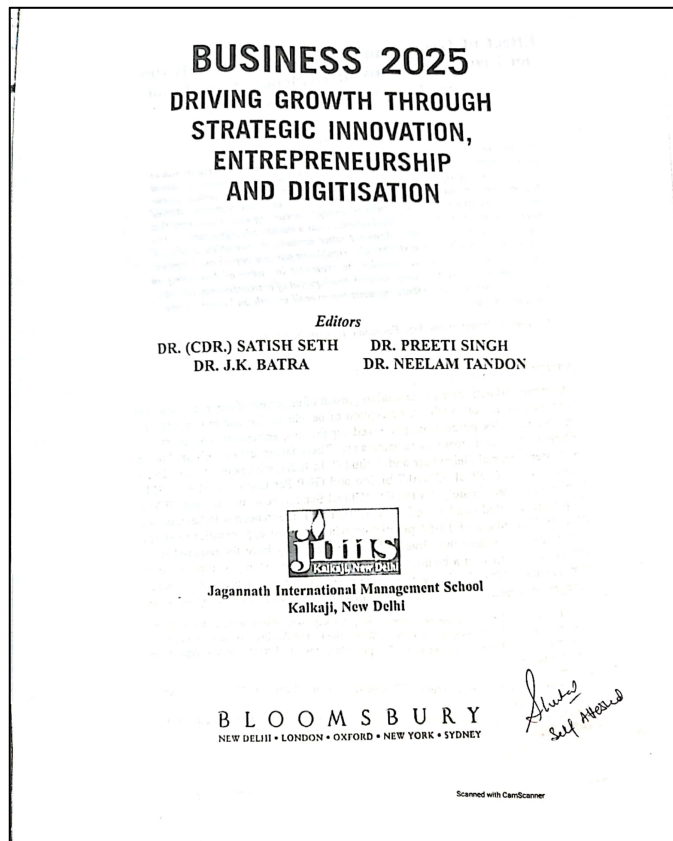 BUSINESS 2025
DRIVING GROWTH THROUGH
STRATEGIC INNOVATION,
ENTREPRENEURSHIP
AND DIGITISATION
Editors
DR. (CDR.) SATISH SETH DR. PREETI SINGH
DR. J.K. BATRA DR. NEELAM TANDON
Kalkaji, New Delhi
Jagannath International Management School
Kalkaji, New Delhi
BLOOMSBURY
NEW DELHI • LONDON • OXFORD • NEW YORK • SYDNEY
Self Attested
Scanned with CamScanner